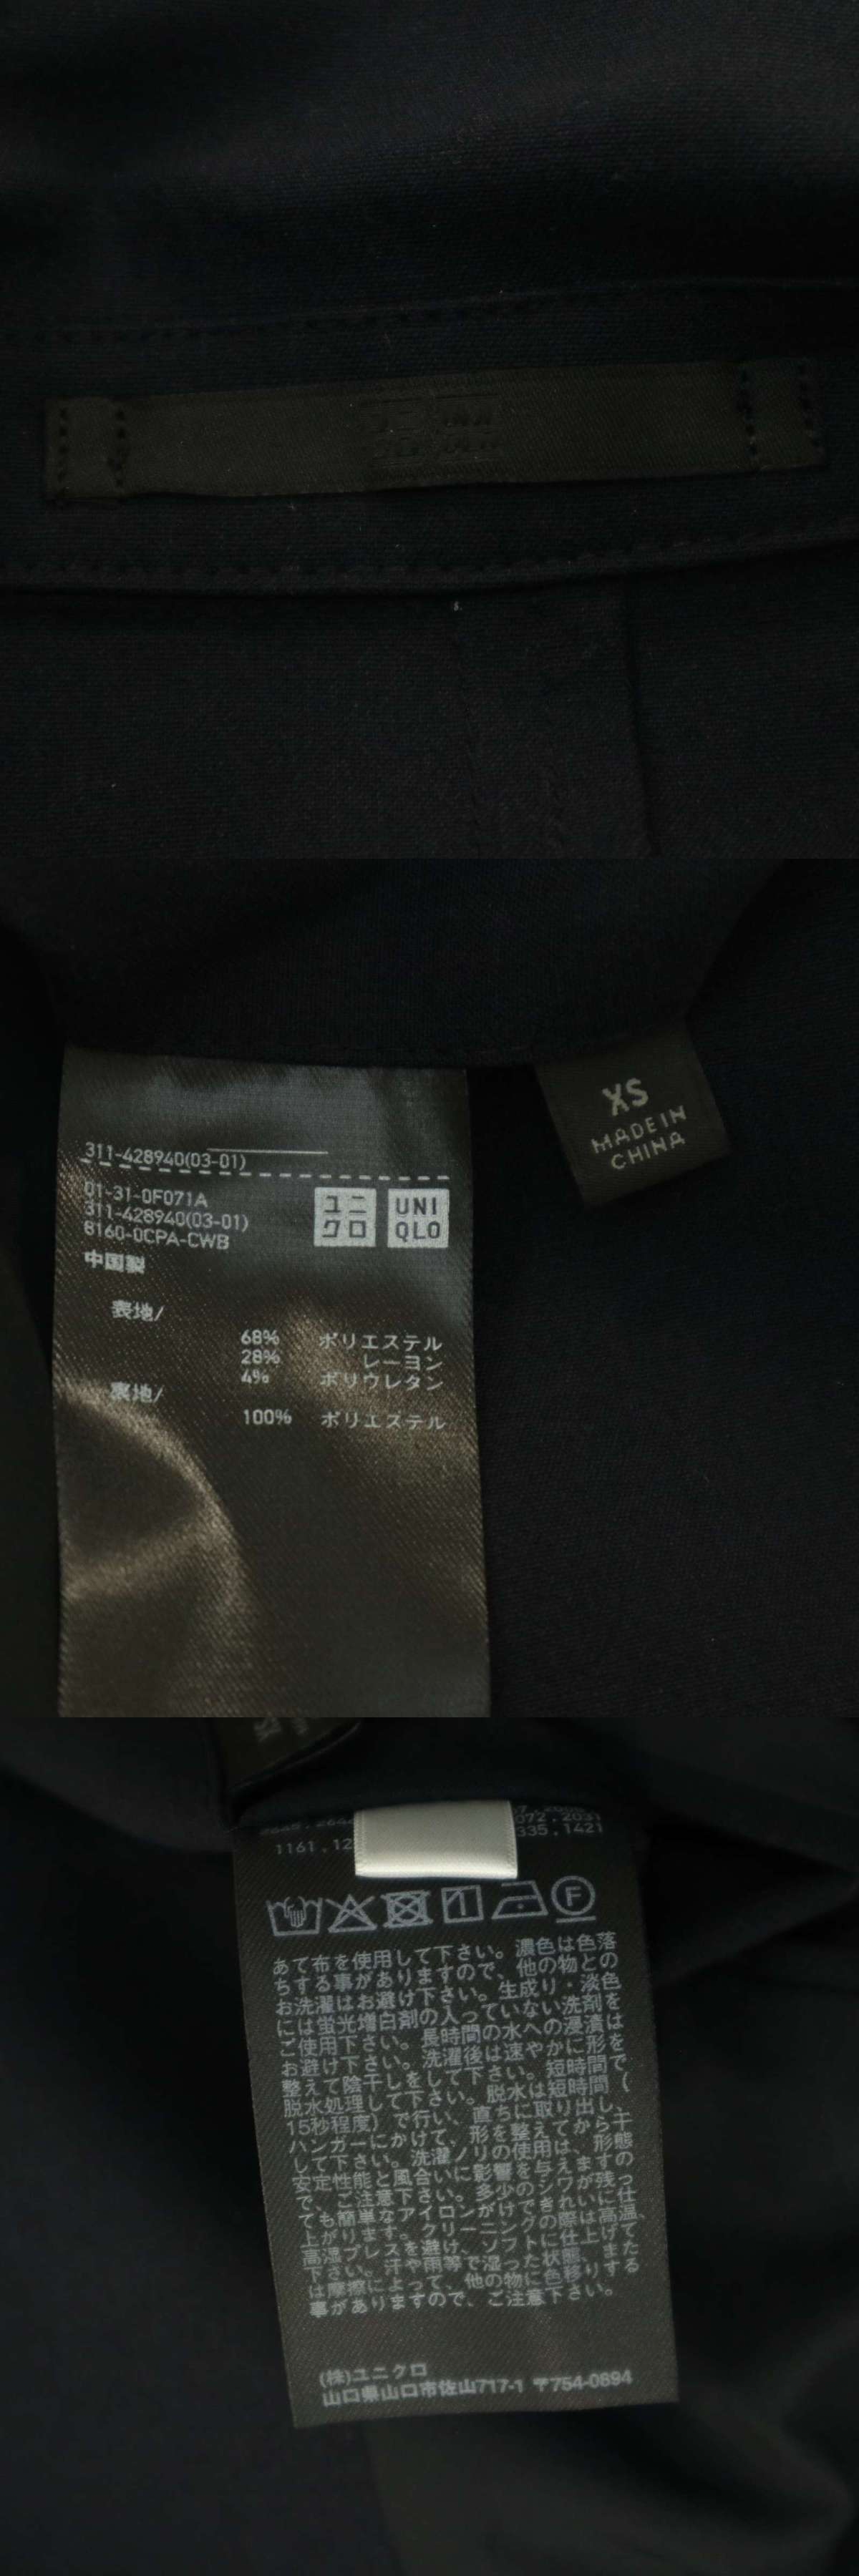 XS
MADE IN
CHINA
311-428940(03-01)
01-31-0F071A
311-428940(03-01)
8160-0CPA-CWB
ユニ
クロ
UNI
QLO
中国製
表地/
68% ポリエステル
28% レーヨン
4% ポリウレタン
裏地/
100% ポリエステル
072.2031
1161.12
335.1421
F
あて布を使用して下さい。濃色は色落
ちする事がありますので、他の物との
お洗濯はお避け下さい。生成り・淡色
には蛍光増白剤の入っていない洗剤を
ご使用下さい。長時間の水への浸漬は
お避け下さい。洗濯後は速やかに形を
整えて陰干しをして下さい。短時間で
脱水処理して下さい。脱水は短時間(
15秒程度)で行い、直ちに取り出し、
ハンガーにかけて、形を整えてから干
して下さい。洗濯ノリの使用は、形態
安定性能と風合いに影響を与えますの
で、ご注意下さい。多少のシワが残っ
ても簡単なアイロンがけできれいに仕
上がります。クリーニングの際は高温、
高湿プレスを避け、ソフトに仕上げて
下さい。汗や雨等で湿った状態、また
は摩擦によって、他の物に色移りする
事がありますので、ご注意下さい。
(株)ユニクロ
山口県山口市佐山717-1 〒754-0894